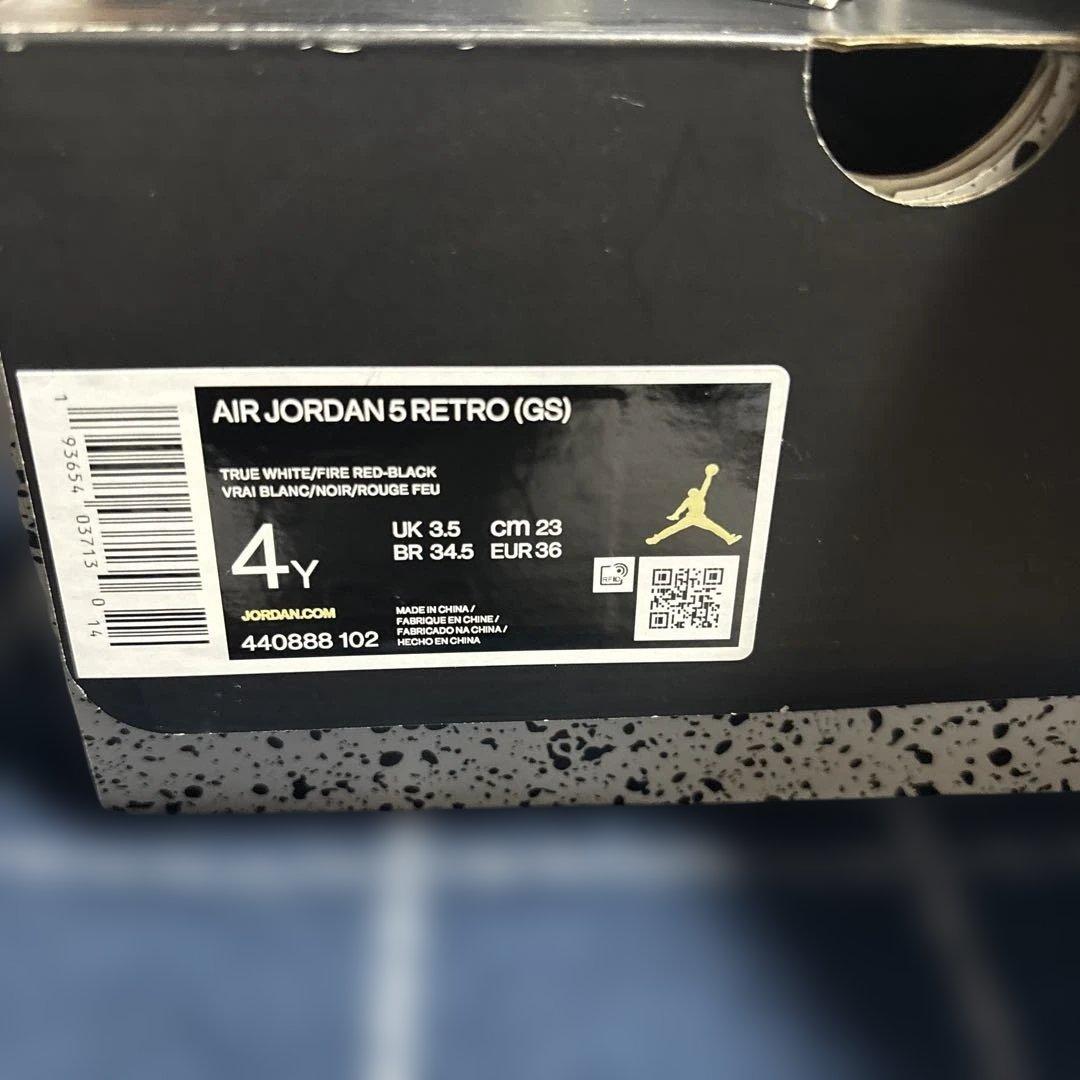 AIR JORDAN 5 RETRO (GS)
TRUE WHITE/FIRE RED-BLACK
VRAI BLANC/NOIR/ROUGE FEU
4Y
UK 3.5 cm 23
BR 34.5 EUR 36
JORDAN.COM
440888 102
MADE IN CHINA /
FABRIQUE EN CHINE /
FABRICADO NA CHINA /
HECHO EN CHINA
RFID
1 93654 03713 0 14